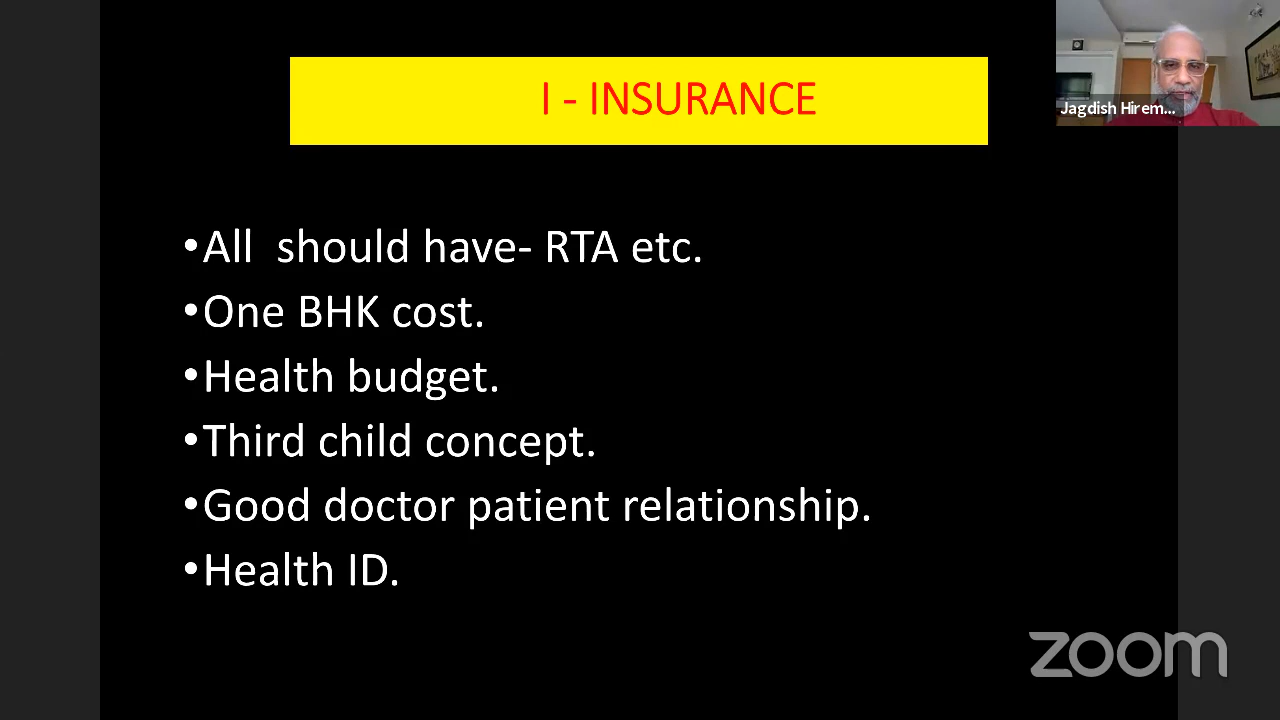 I - INSURANCE
Jagdish Hirem...
•All should have- RTA etc.
•One BHK cost.
•Health budget.
•Third child concept.
•Good doctor patient relationship.
•Health ID.
zoom